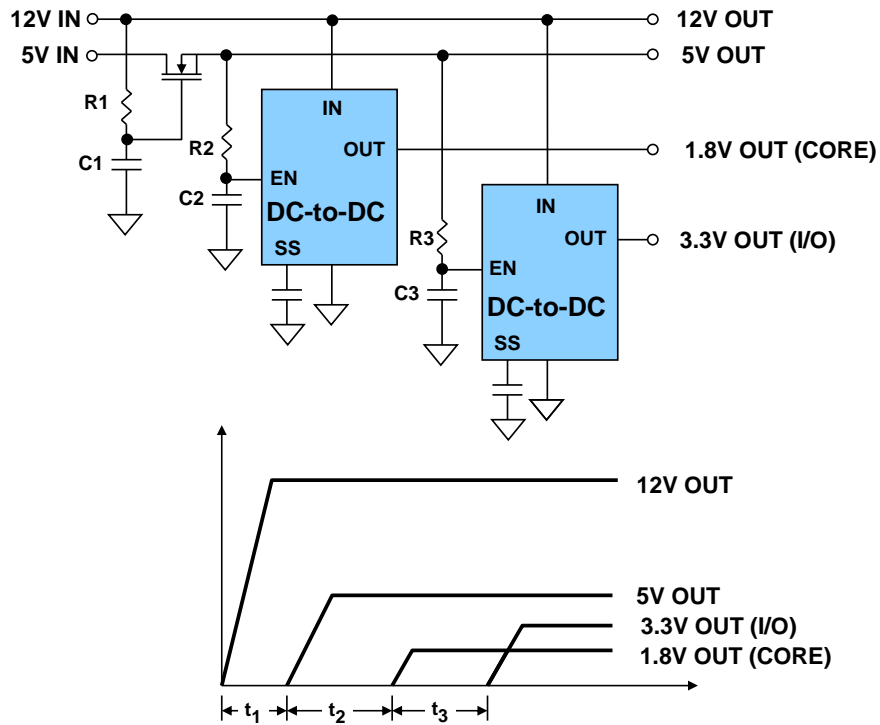 12V IN
12V OUT
5V IN
5V OUT
R1
IN
R2
OUT
1.8V OUT (CORE)
C1
EN
C2
IN
DC-to-DC
R3
OUT
3.3V OUT (I/O)
SS
EN
C3
DC-to-DC
SS
12V OUT
5V OUT
3.3V OUT (I/O)
1.8V OUT (CORE)
t1
t2
t3